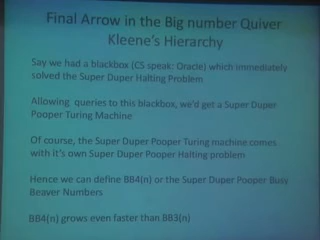 Final Arrow in the Big number Quiver
Kleene's Hierarchy
Say we had a blackbox (CS speak: Oracle) which immediately
solved the Super Duper Halting Problem
Allowing queries to this blackbox, we'd get a Super Duper
Pooper Turing Machine
Of course, the Super Duper Pooper Turing machine comes
with it's own Super Duper Pooper Halting problem
Hence we can define BB4(n) or the Super Duper Pooper Busy
Beaver Numbers
BB4(n) grows even faster than BB3(n)